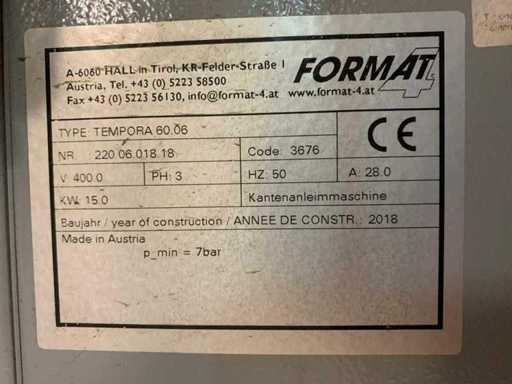 A-6060 HALL in Tirol, KR-Felder-Straße 1
Austria, Tel. +43 (0) 5223 58500
Fax +43 (0) 5223 56130, info@format-4.at www.format-4.at
FORMAT 4
TYPE: TEMPORA 60.06
NR.: 220.06.018.18 Code: 3676
CE
V: 400.0 PH: 3 HZ: 50 A: 28.0
KW: 15.0 Kantenanleimmaschine
Baujahr / year of construction / ANNEE DE CONSTR.: 2018
Made in Austria
p_min = 7bar